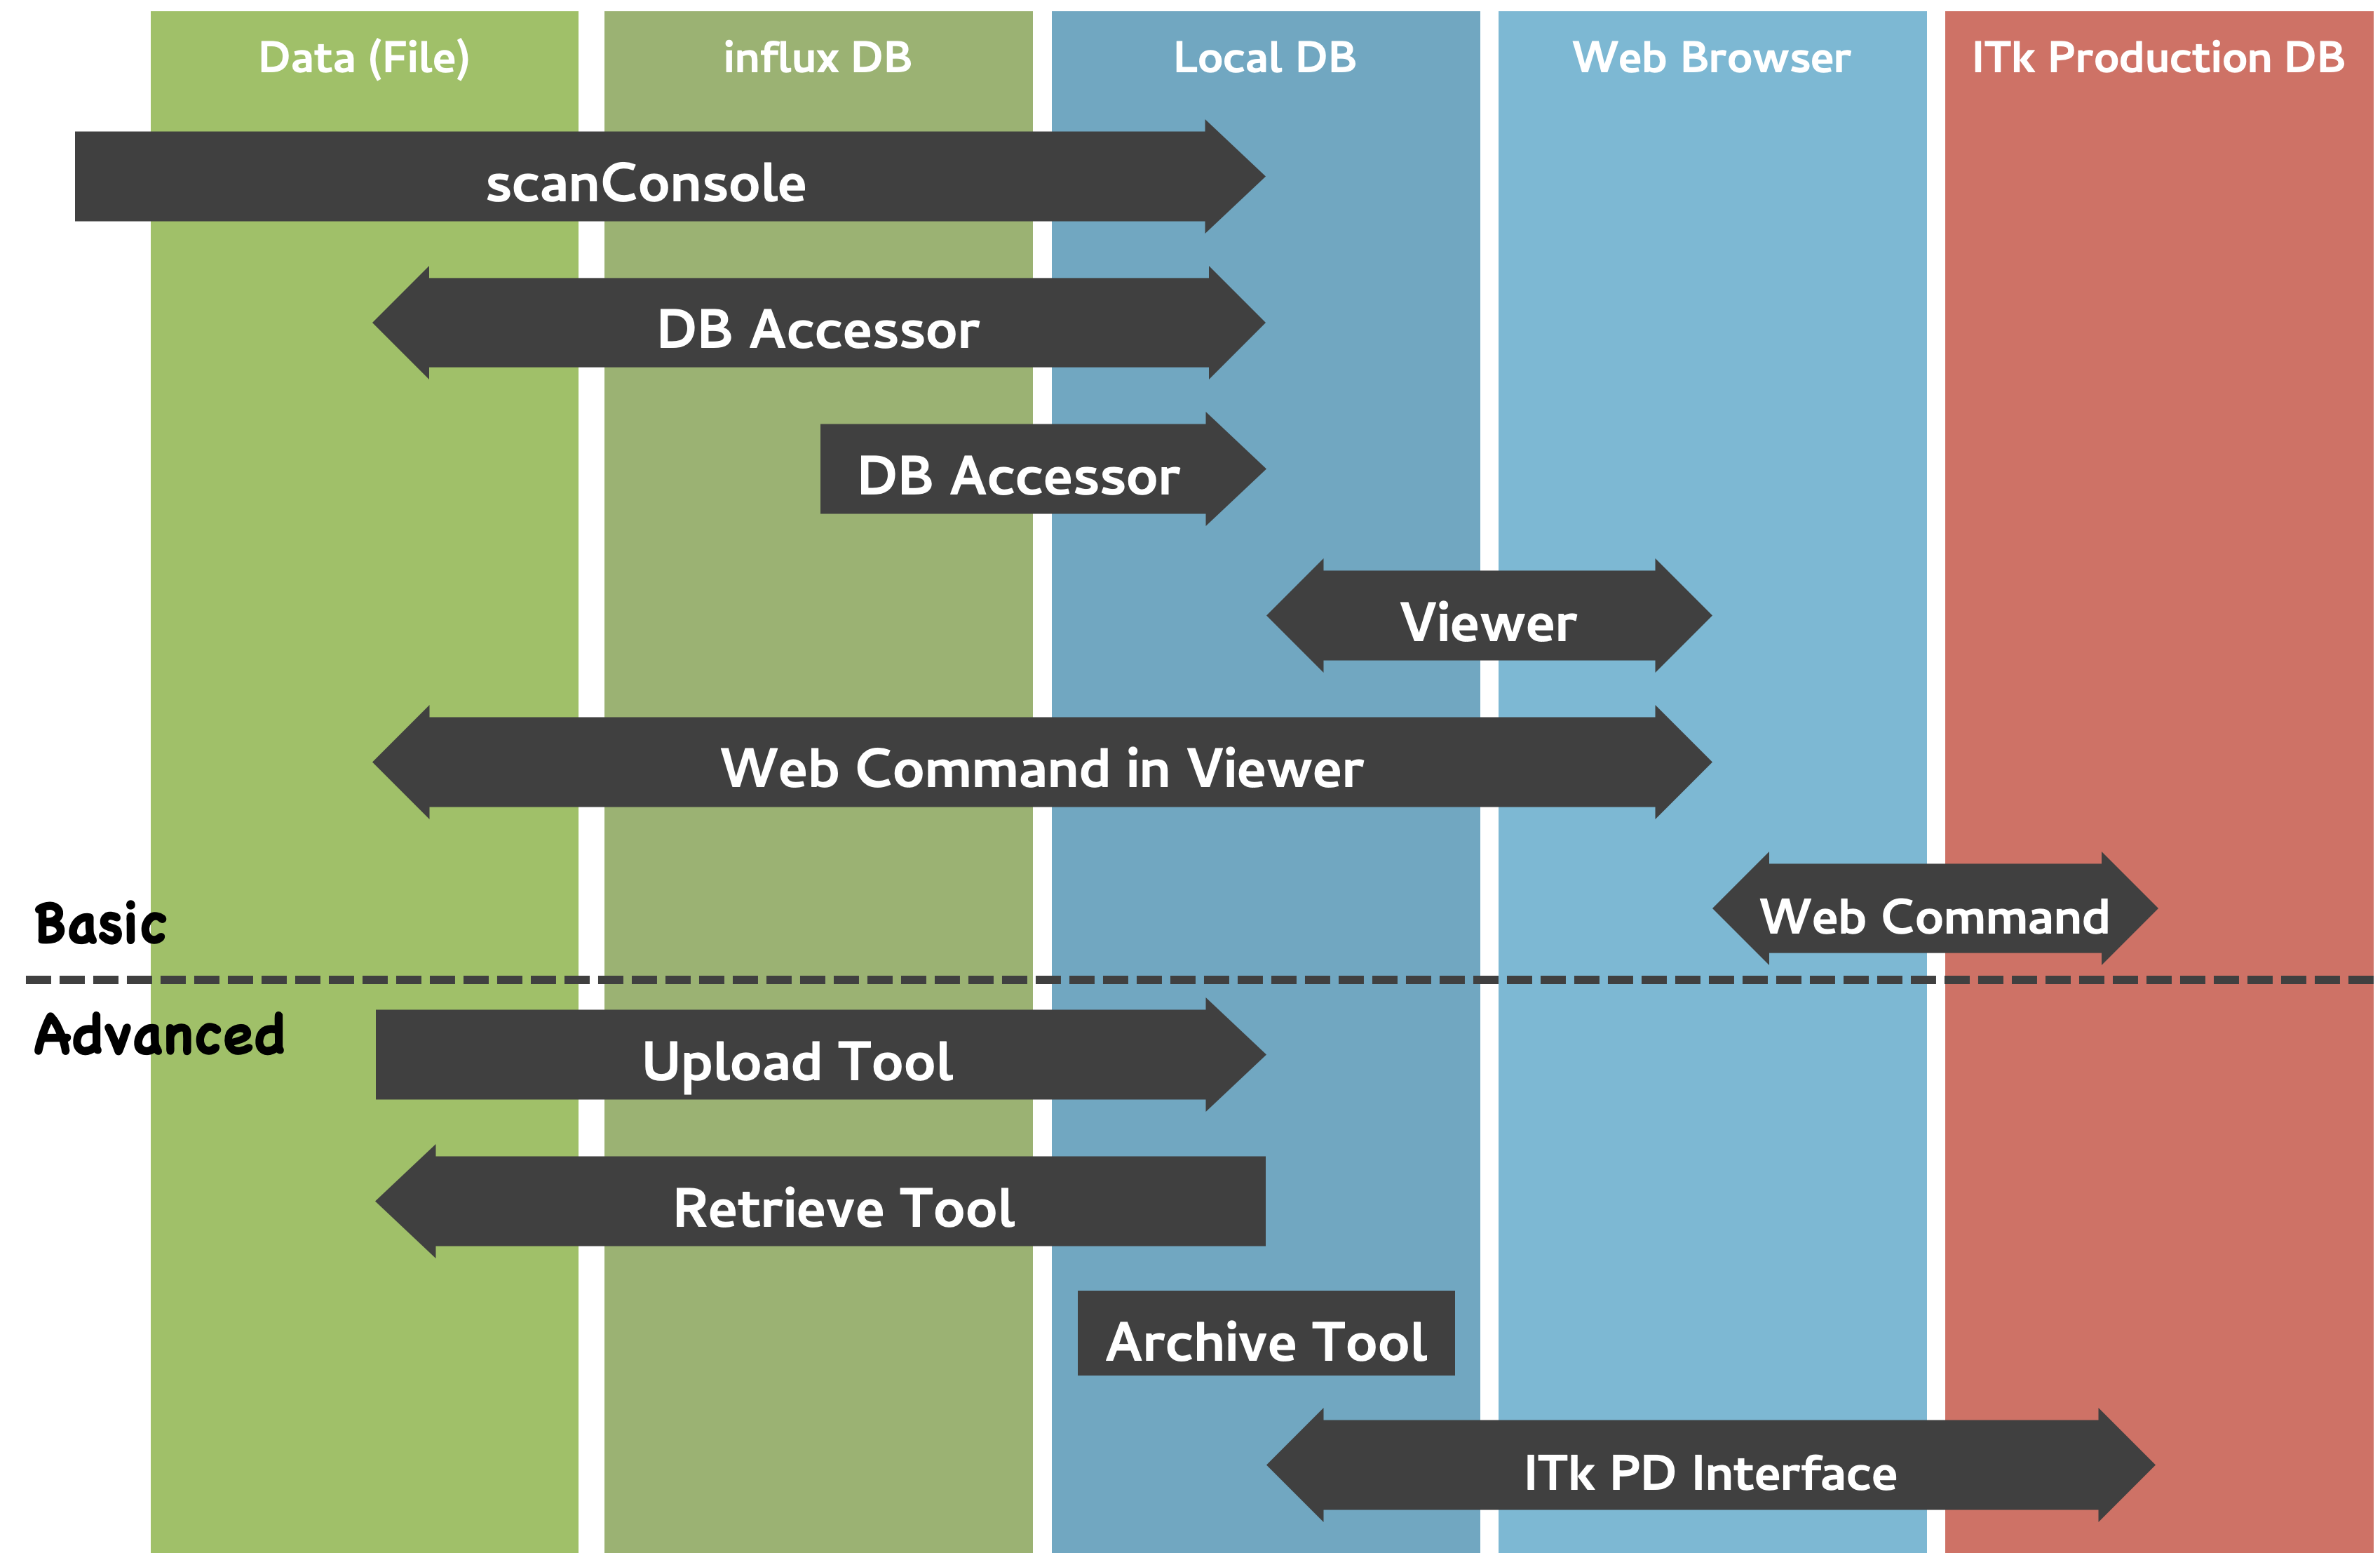 Data (File)
influx DB
Local DB
Web Browser
ITk Production DB
scanConsole
DB Accessor
DB Accessor
Viewer
Web Command in Viewer
Web Command
Basic
Advanced
Upload Tool
Retrieve Tool
Archive Tool
ITk PD Interface